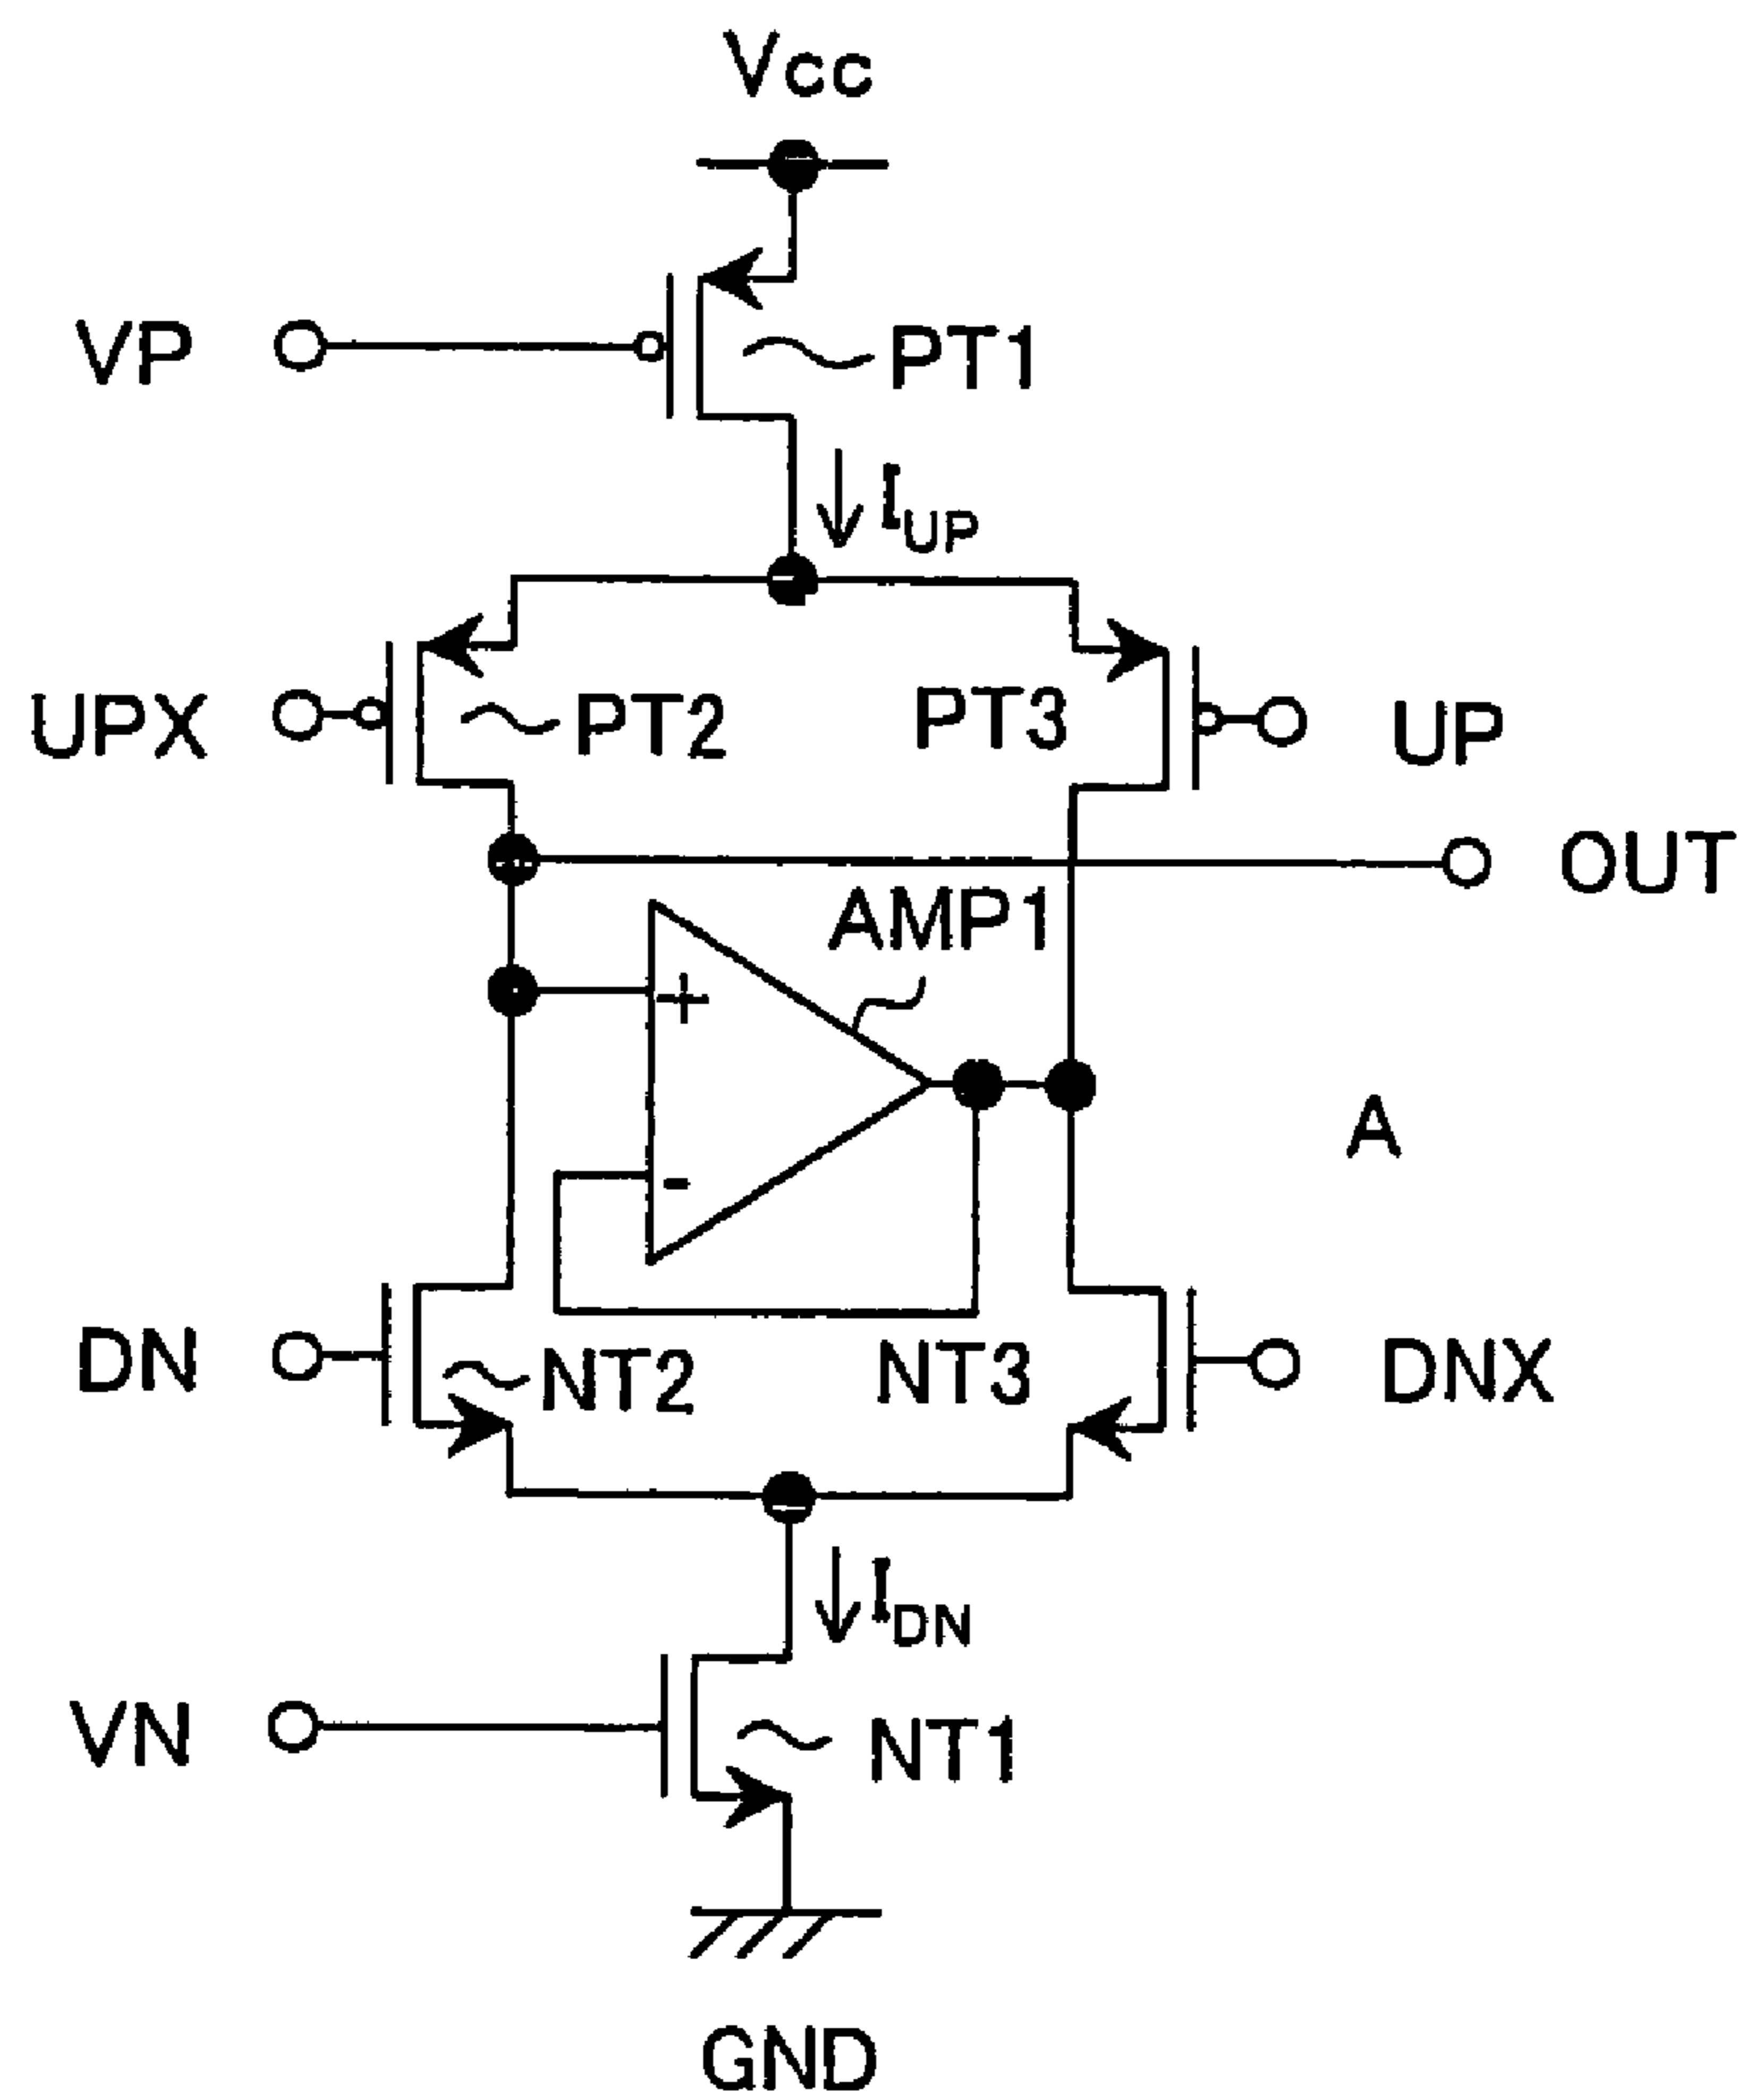 Vcc
VP
PT1
IUP
UPX
PT2
PT3
UP
OUT
AMP1
+
A
-
DN
NT2
NT3
DNX
IDN
VN
NT1
GND